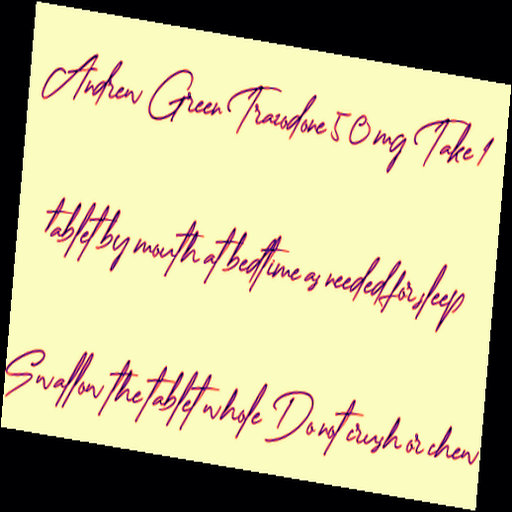 Andrew Green Trazodone 50 mg Take 1
tablet by mouth at bedtime as needed for sleep
Swallow the tablet whole Do not crush or chew